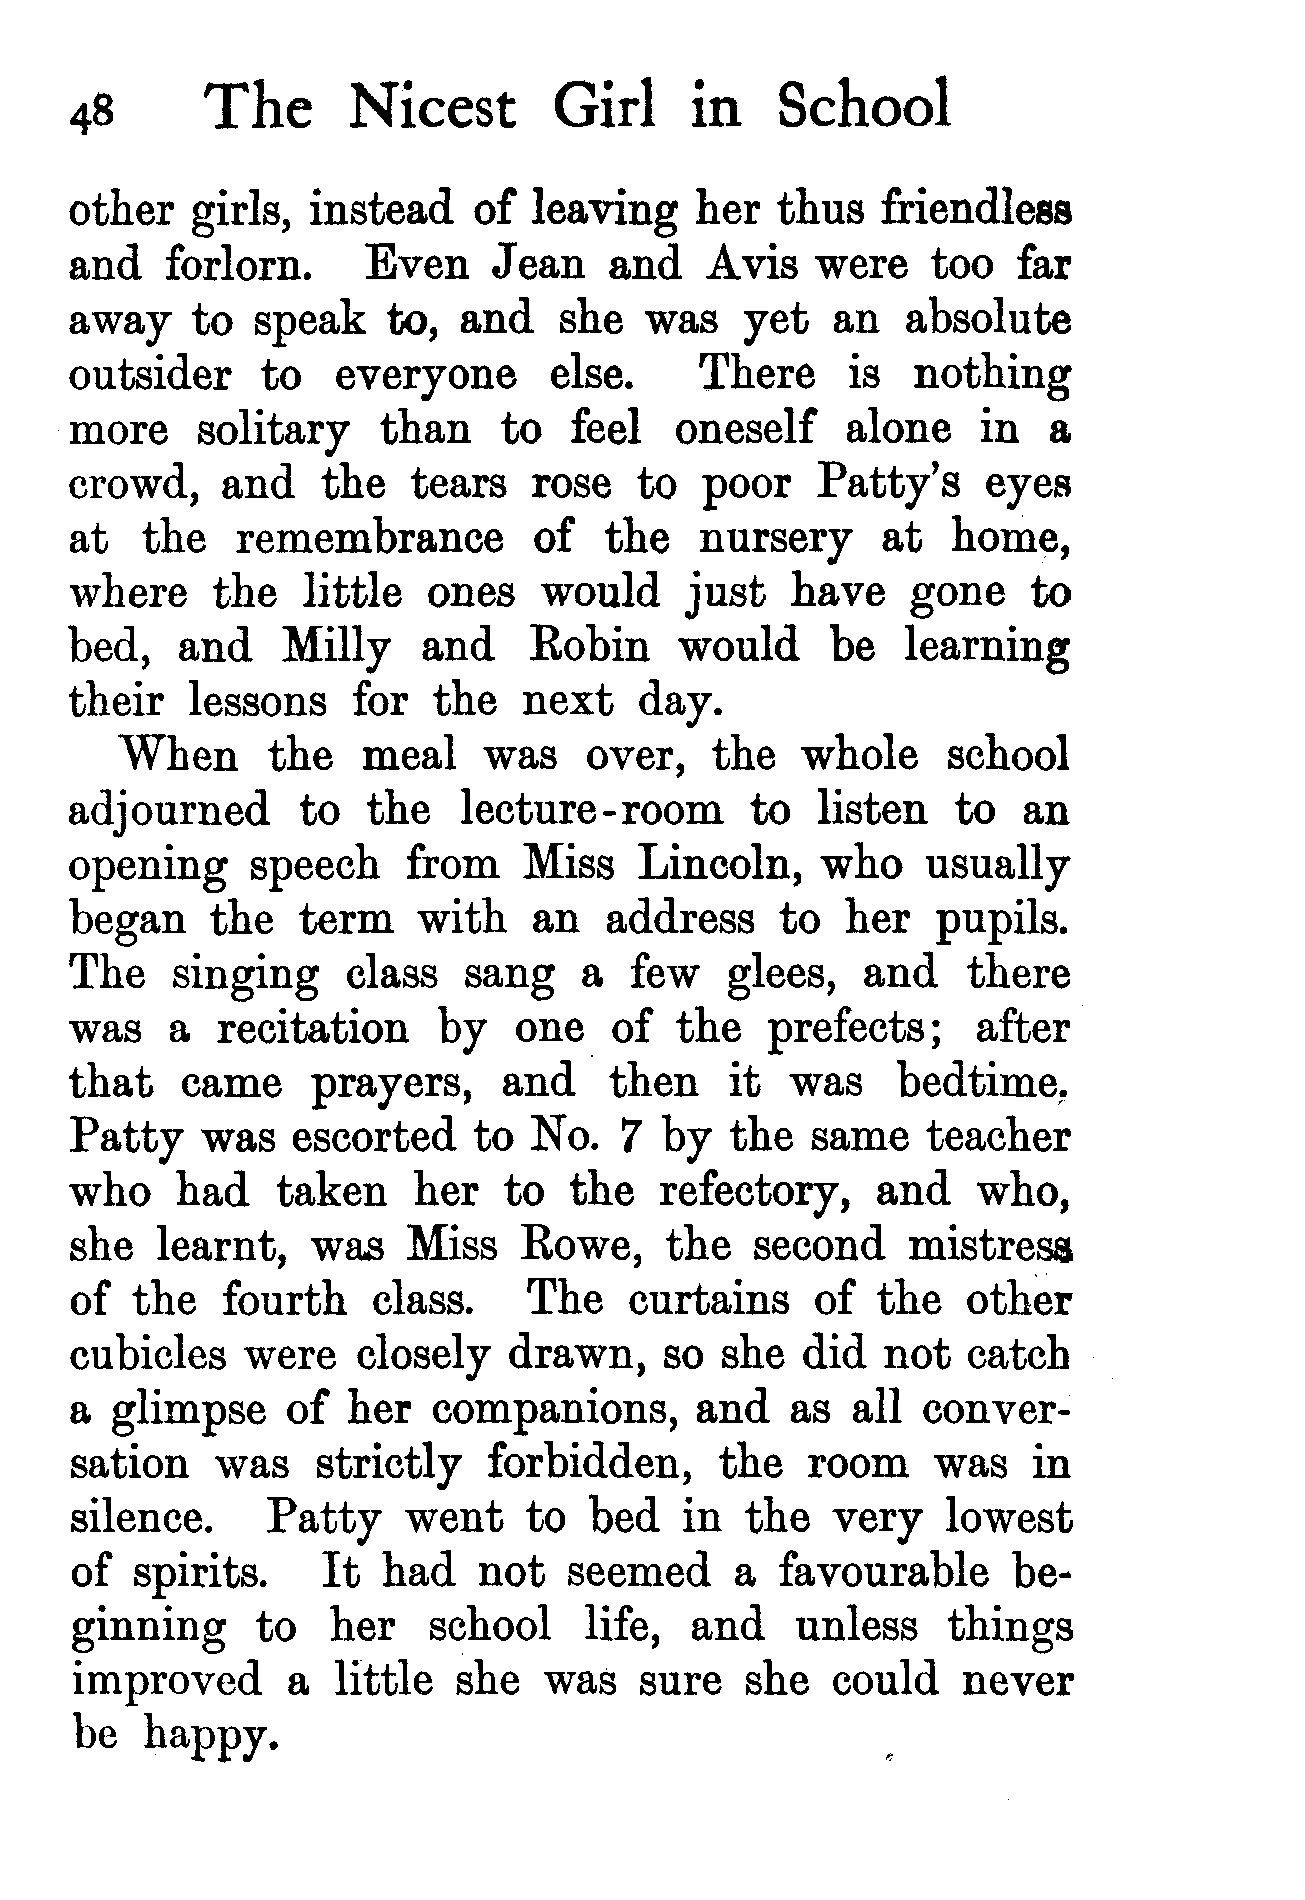 48 The Nicest Girl in School
other girls, instead of leaving her thus friendless
and forlorn. Even Jean and Avis were too far
away to speak to, and she was yet an absolute
outsider to everyone else. There is nothing
more solitary than to feel oneself alone in a
crowd, and the tears rose to poor Patty's eyes
at the remembrance of the nursery at home,
where the little ones would just have gone to
bed, and Milly and Robin would be learning
their lessons for the next day.
When the meal was over, the whole school
adjourned to the lecture-room to listen to an
opening speech from Miss Lincoln, who usually
began the term with an address to her pupils.
The singing class sang a few glees, and there
was a recitation by one of the prefects; after
that came prayers, and then it was bedtime.
Patty was escorted to No. 7 by the same teacher
who had taken her to the refectory, and who,
she learnt, was Miss Rowe, the second mistress
of the fourth class. The curtains of the other
cubicles were closely drawn, so she did not catch
a glimpse of her companions, and as all conver-
sation was strictly forbidden, the room was in
silence. Patty went to bed in the very lowest
of spirits. It had not seemed a favourable be-
ginning to her school life, and unless things
improved a little she was sure she could never
be happy.